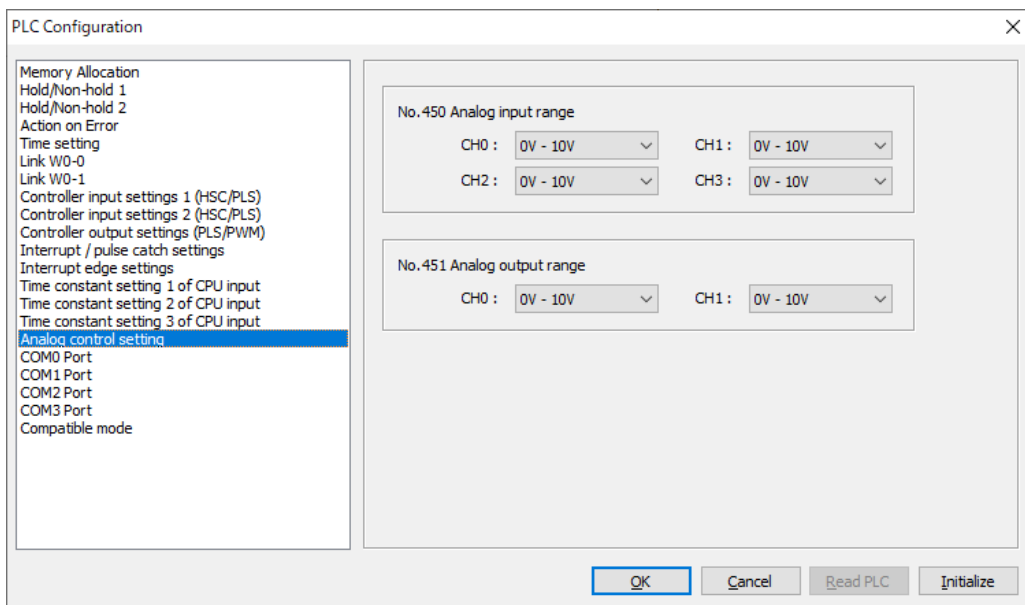 PLC Configuration
Memory Allocation
Hold/Non-hold 1
Hold/Non-hold 2
Action on Error
Time setting
Link W0-0
Link W0-1
Controller input settings 1 (HSC/PLS)
Controller input settings 2 (HSC/PLS)
Controller output settings (PLS/PWM)
Interrupt / pulse catch settings
Interrupt edge settings
Time constant setting 1 of CPU input
Time constant setting 2 of CPU input
Time constant setting 3 of CPU input
Analog control setting
COM0 Port
COM1 Port
COM2 Port
COM3 Port
Compatible mode
No.450 Analog input range
CH0 : 0V - 10V CH1 : 0V - 10V
CH2 : 0V - 10V CH3 : 0V - 10V
No.451 Analog output range
CH0 : 0V - 10V CH1 : 0V - 10V
OK Cancel Read PLC Initialize